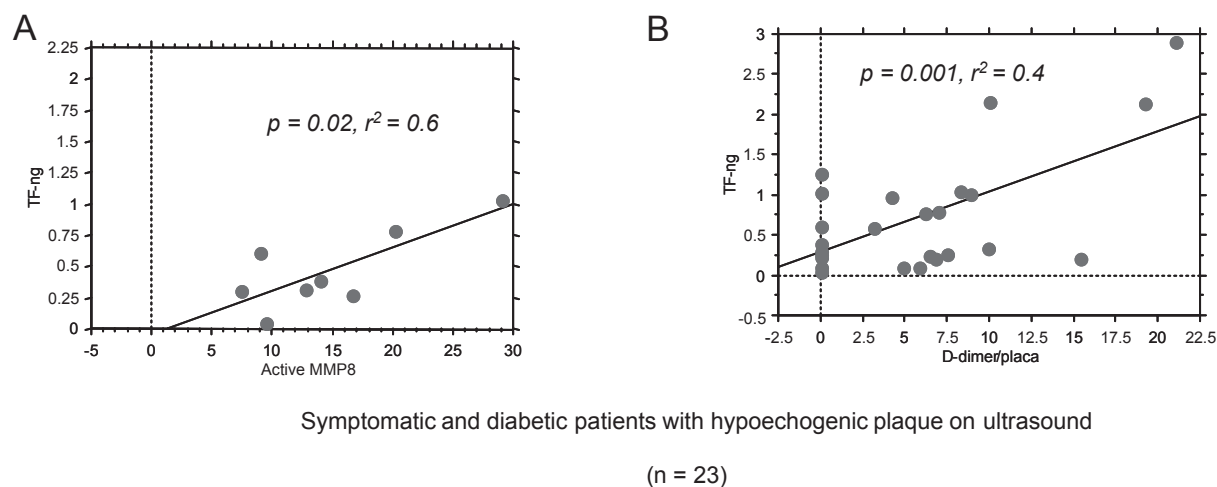 A
2.25
2
1.75
1.5
1.25
1
0.75
0.5
0.25
0
TF-ng
p = 0.02, r² = 0.6
-5 0 5 10 15 20 25 30
Active MMP8
B
3
2.5
2
1.5
1
0.5
0
-0.5
TF-ng
p = 0.001, r² = 0.4
-2.5 0 2.5 5 7.5 10 12.5 15 17.5 20 22.5
D-dimer/placa
Symptomatic and diabetic patients with hypoechogenic plaque on ultrasound
(n = 23)